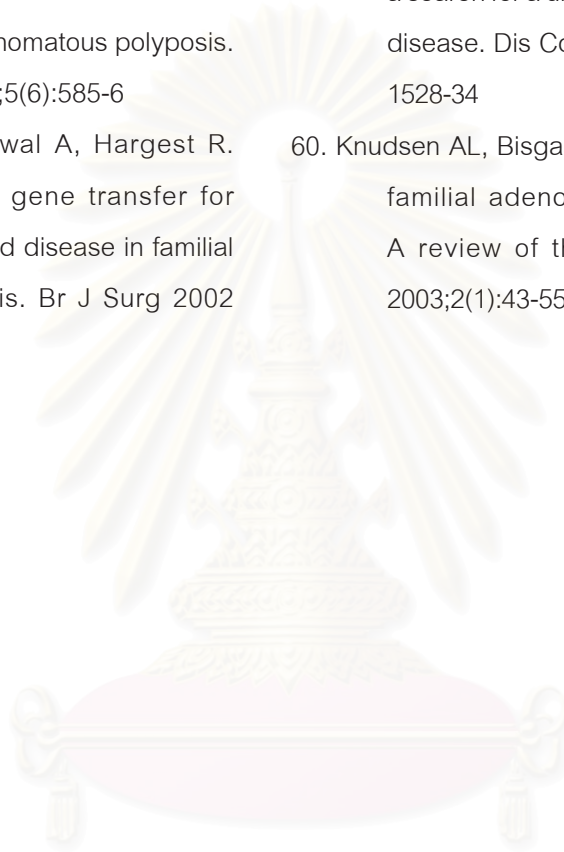 nomatous polyposis.
;5(6):585-6
wal A, Hargest R.
gene transfer for
d disease in familial
is. Br J Surg 2002
disease. Dis Co
1528-34
60. Knudsen AL, Bisga
familial adeno
A review of th
2003;2(1):43-55